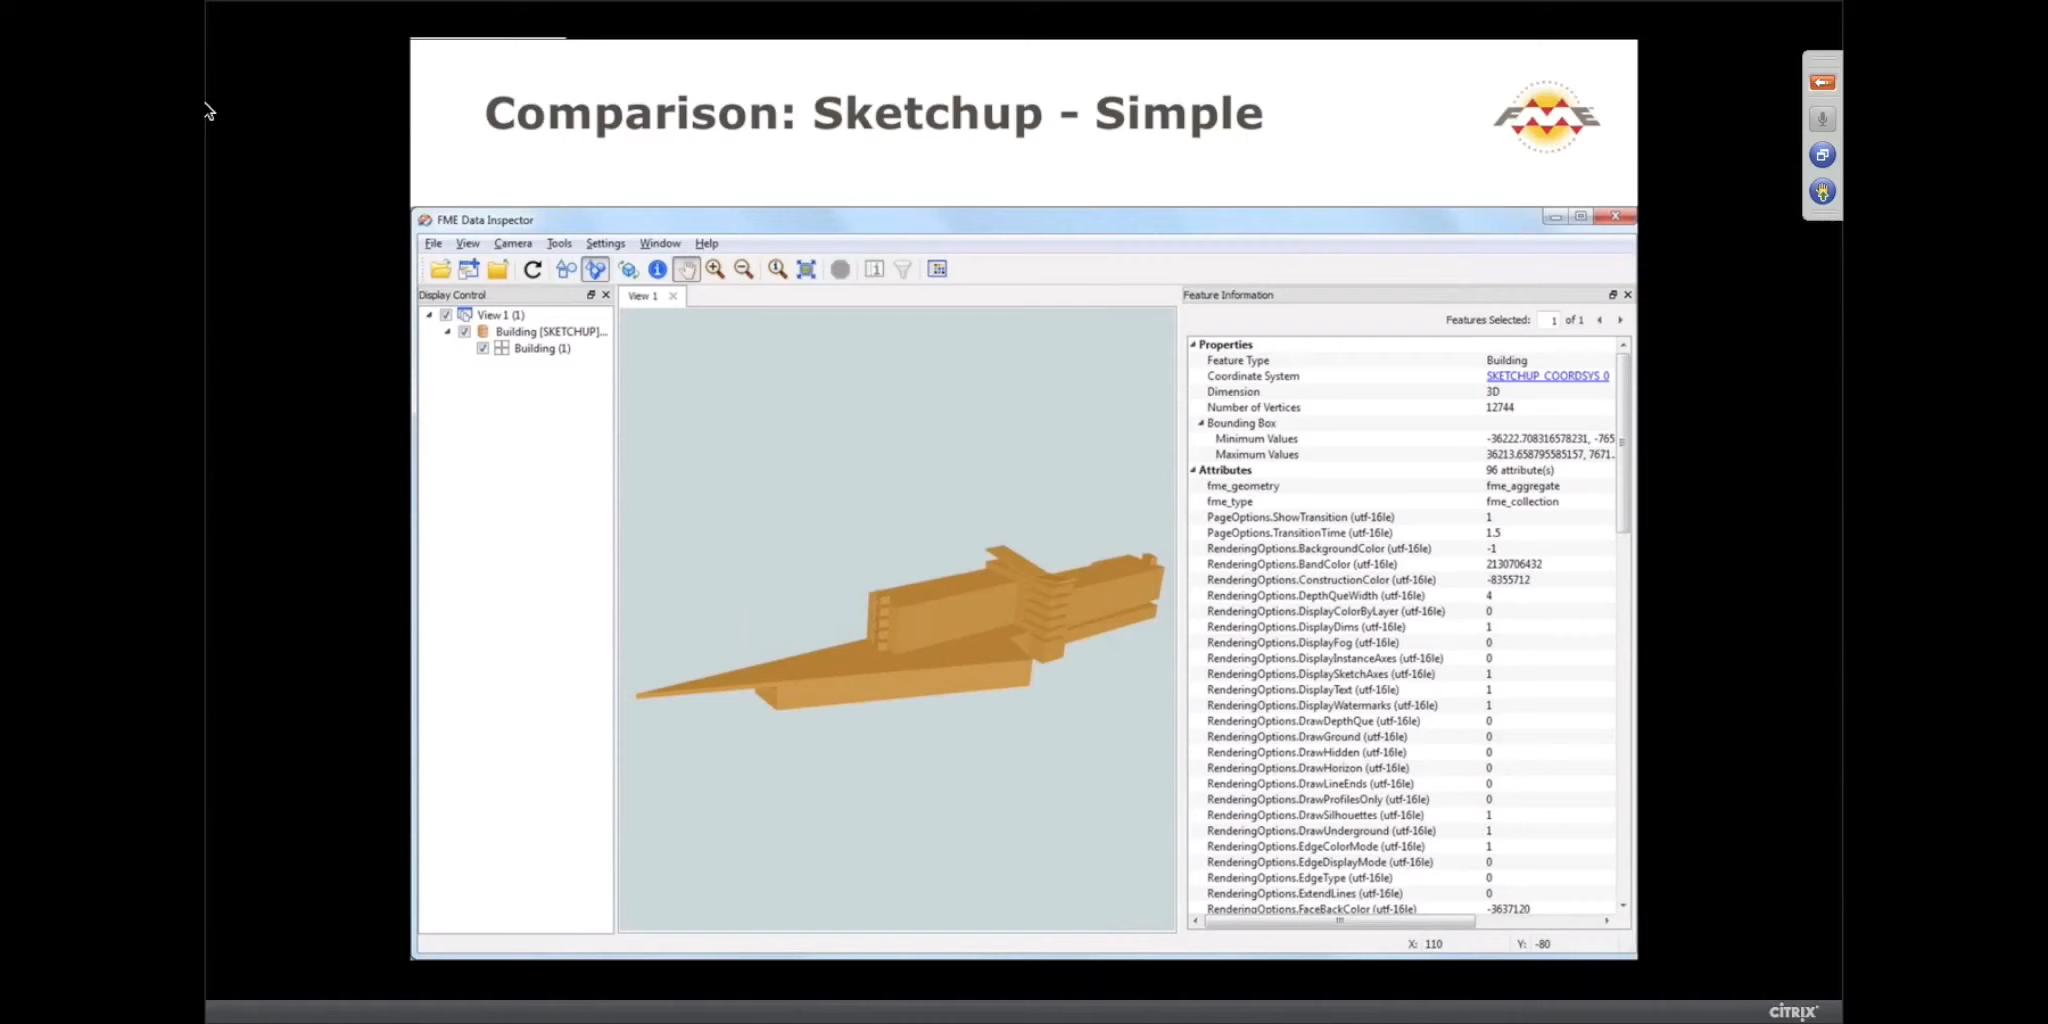 Comparison: Sketchup - Simple
FME
FME Data Inspector
File View Camera Tools Settings Window Help
Display Control
View 1
Feature Information
View 1 (1)
Building [SKETCHUP]...
Building (1)
Features Selected: 1 of 1
Properties
Feature Type Building
Coordinate System SKETCHUP_COORDSYS_0
Dimension 3D
Number of Vertices 12744
Bounding Box
Minimum Values -36222.708316578231, -765
Maximum Values 36213.658795585157, 7671.
Attributes 96 attribute(s)
fme_geometry fme_aggregate
fme_type fme_collection
PageOptions.ShowTransition (utf-16le) 1
PageOptions.TransitionTime (utf-16le) 1.5
RenderingOptions.BackgroundColor (utf-16le) -1
RenderingOptions.BandColor (utf-16le) 2130706432
RenderingOptions.ConstructionColor (utf-16le) -8355712
RenderingOptions.DepthQueWidth (utf-16le) 4
RenderingOptions.DisplayColorByLayer (utf-16le) 0
RenderingOptions.DisplayDims (utf-16le) 1
RenderingOptions.DisplayFog (utf-16le) 0
RenderingOptions.DisplayInstanceAxes (utf-16le) 0
RenderingOptions.DisplaySketchAxes (utf-16le) 1
RenderingOptions.DisplayText (utf-16le) 1
RenderingOptions.DisplayWatermarks (utf-16le) 1
RenderingOptions.DrawDepthQue (utf-16le) 0
RenderingOptions.DrawGround (utf-16le) 0
RenderingOptions.DrawHidden (utf-16le) 0
RenderingOptions.DrawHorizon (utf-16le) 0
RenderingOptions.DrawLineEnds (utf-16le) 0
RenderingOptions.DrawProfilesOnly (utf-16le) 0
RenderingOptions.DrawSilhouettes (utf-16le) 1
RenderingOptions.DrawUnderground (utf-16le) 1
RenderingOptions.EdgeColorMode (utf-16le) 1
RenderingOptions.EdgeDisplayMode (utf-16le) 0
RenderingOptions.EdgeType (utf-16le) 0
RenderingOptions.ExtendLines (utf-16le) 0
RenderingOptions.FaceBackColor (utf-16le) -3637120
X: 110 Y: -80
CITRIX